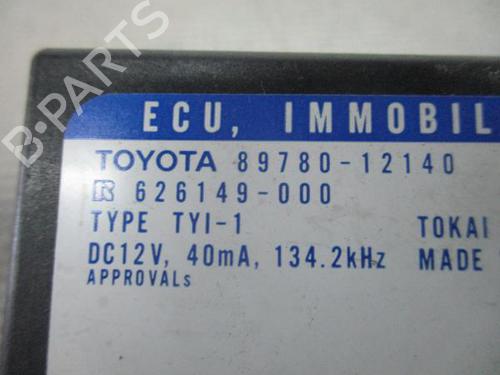 ECU, IMMOBIL
TOYOTA 89780-12140
R 626149-000
TYPE TYI-1 TOKAI
DC12V, 40mA, 134.2kHz MADE
APPROVALs
B-PARTS